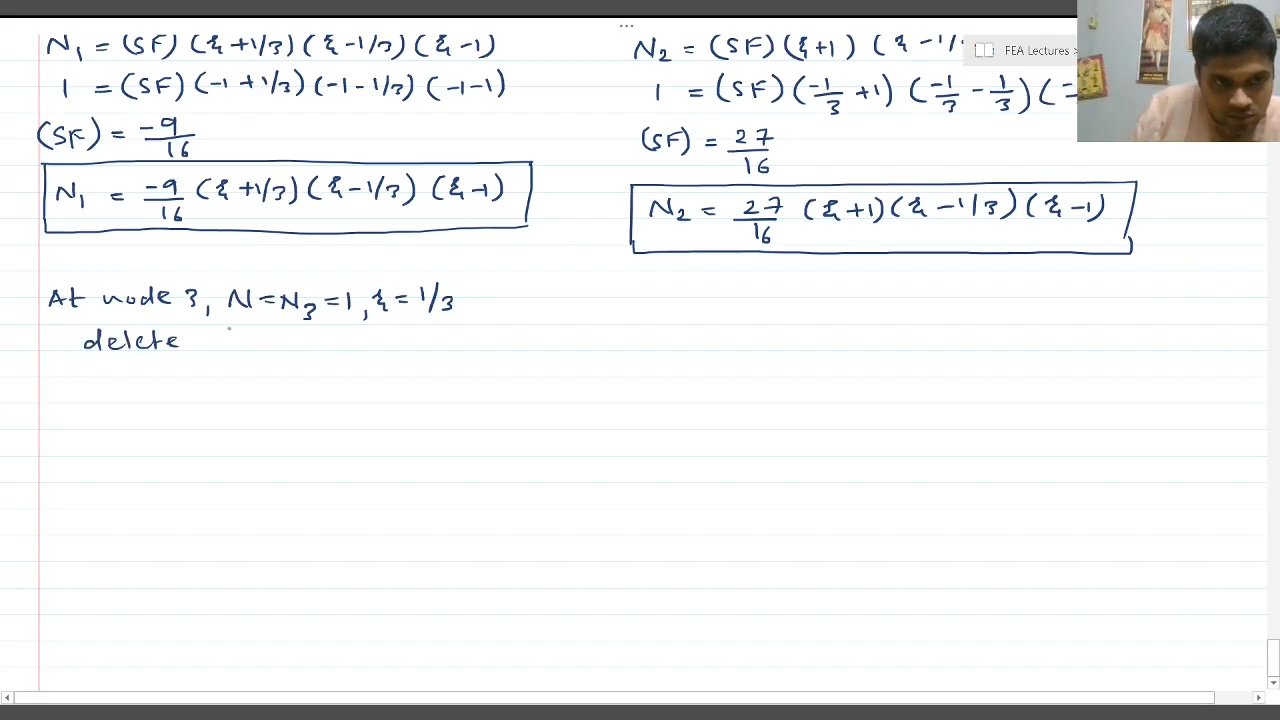 N₁ = (SF) (ξ +1/3) (ξ -1/3) (ξ -1)
1 = (SF) (-1 + 1/3) (-1 - 1/3) (-1-1)
(SF) = -9/16
N₁ = -9/16 (ξ +1/3) (ξ -1/3) (ξ -1)
N₂ = (SF) (ξ +1) (ξ -1/
FEA Lectures >
1 = (SF) (-1/3 +1) (-1/3 - 1/3) (-
(SF) = 27/16
N₂ = 27/16 (ξ +1) (ξ -1/3) (ξ -1)
At node 3, N = N₃ = 1, ξ = 1/3
delete